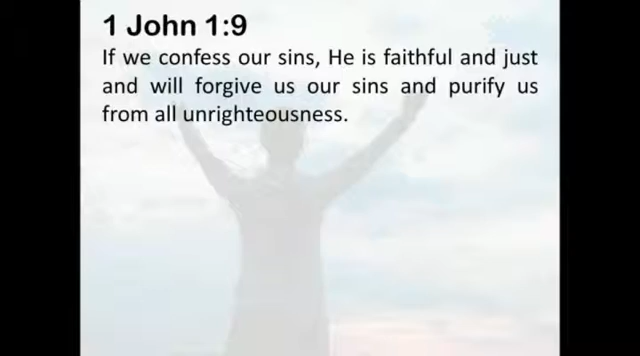 1 John 1:9
If we confess our sins, He is faithful and just
and will forgive us our sins and purify us
from all unrighteousness.